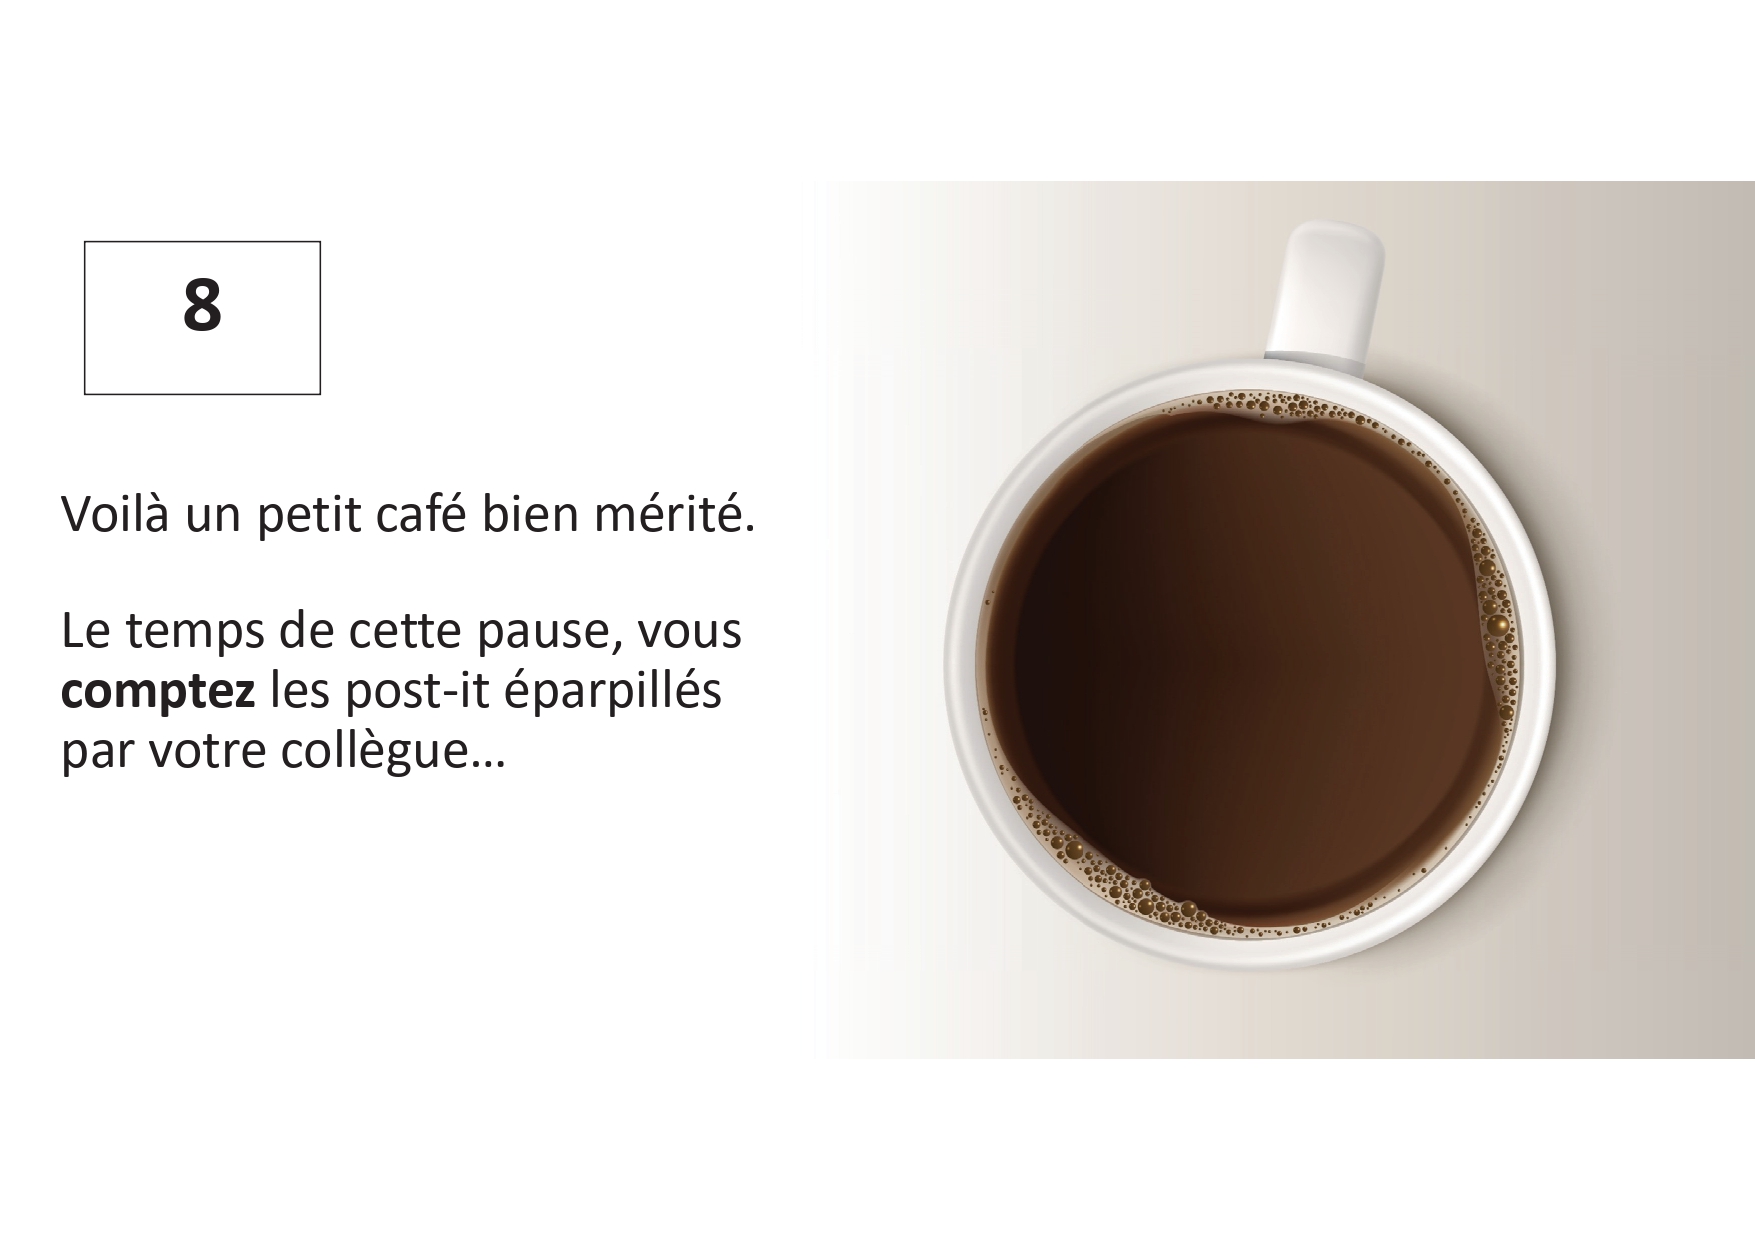 8
Voilà un petit café bien mérité.
Le temps de cette pause, vous
comptez les post-it éparpillés
par votre collègue...